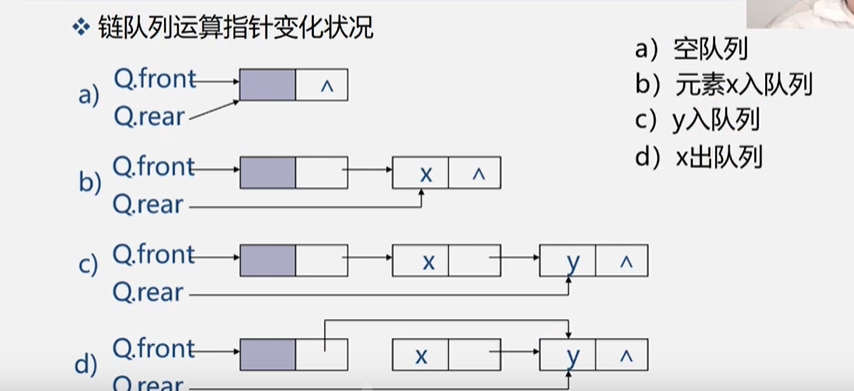 ❖ 链队列运算指针变化状况
a) Q.front ^
Q.rear
b) Q.front x ^
Q.rear
c) Q.front x y ^
Q.rear
d) Q.front x y ^
Q.rear
a）空队列
b）元素x入队列
c）y入队列
d）x出队列